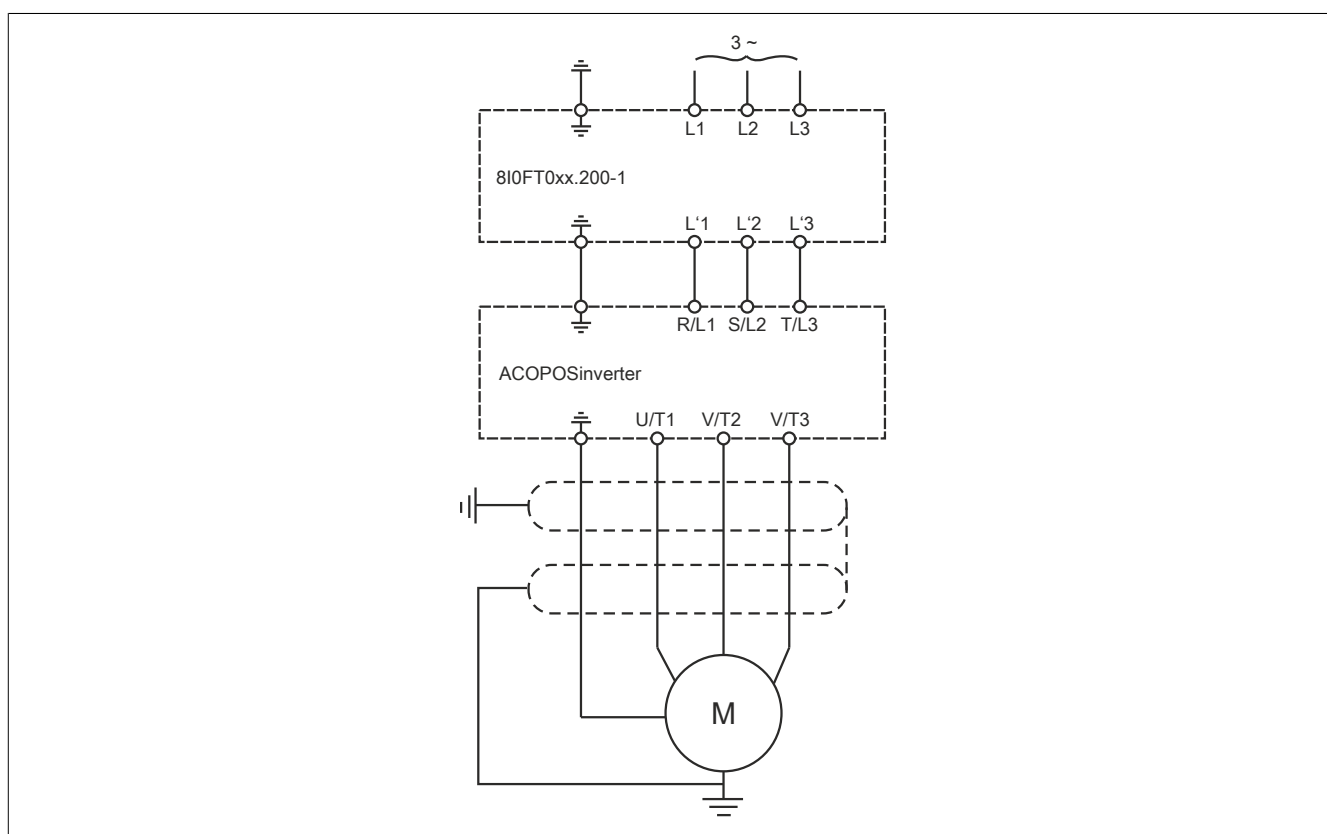 3 ~
L1 L2 L3
8I0FT0xx.200-1
L‘1 L‘2 L‘3
R/L1 S/L2 T/L3
ACOPOSinverter
U/T1 V/T2 V/T3
M